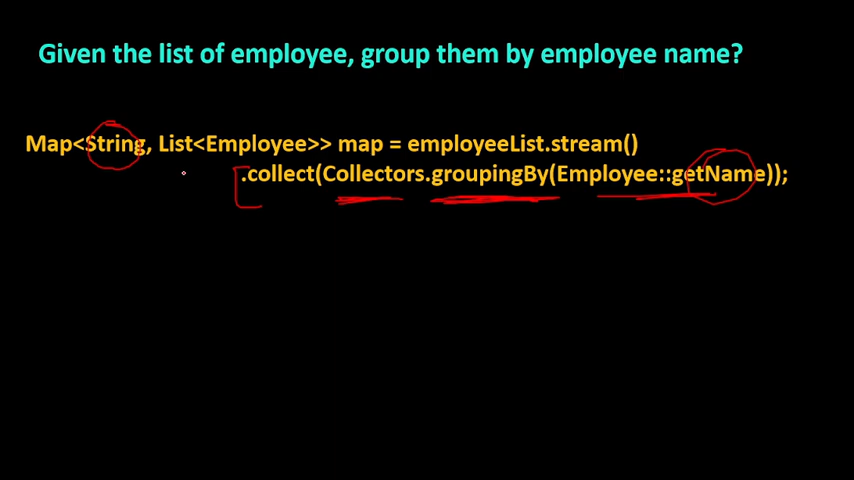 Given the list of employee, group them by employee name?
Map<String, List<Employee>> map = employeeList.stream()
.collect(Collectors.groupingBy(Employee::getName));